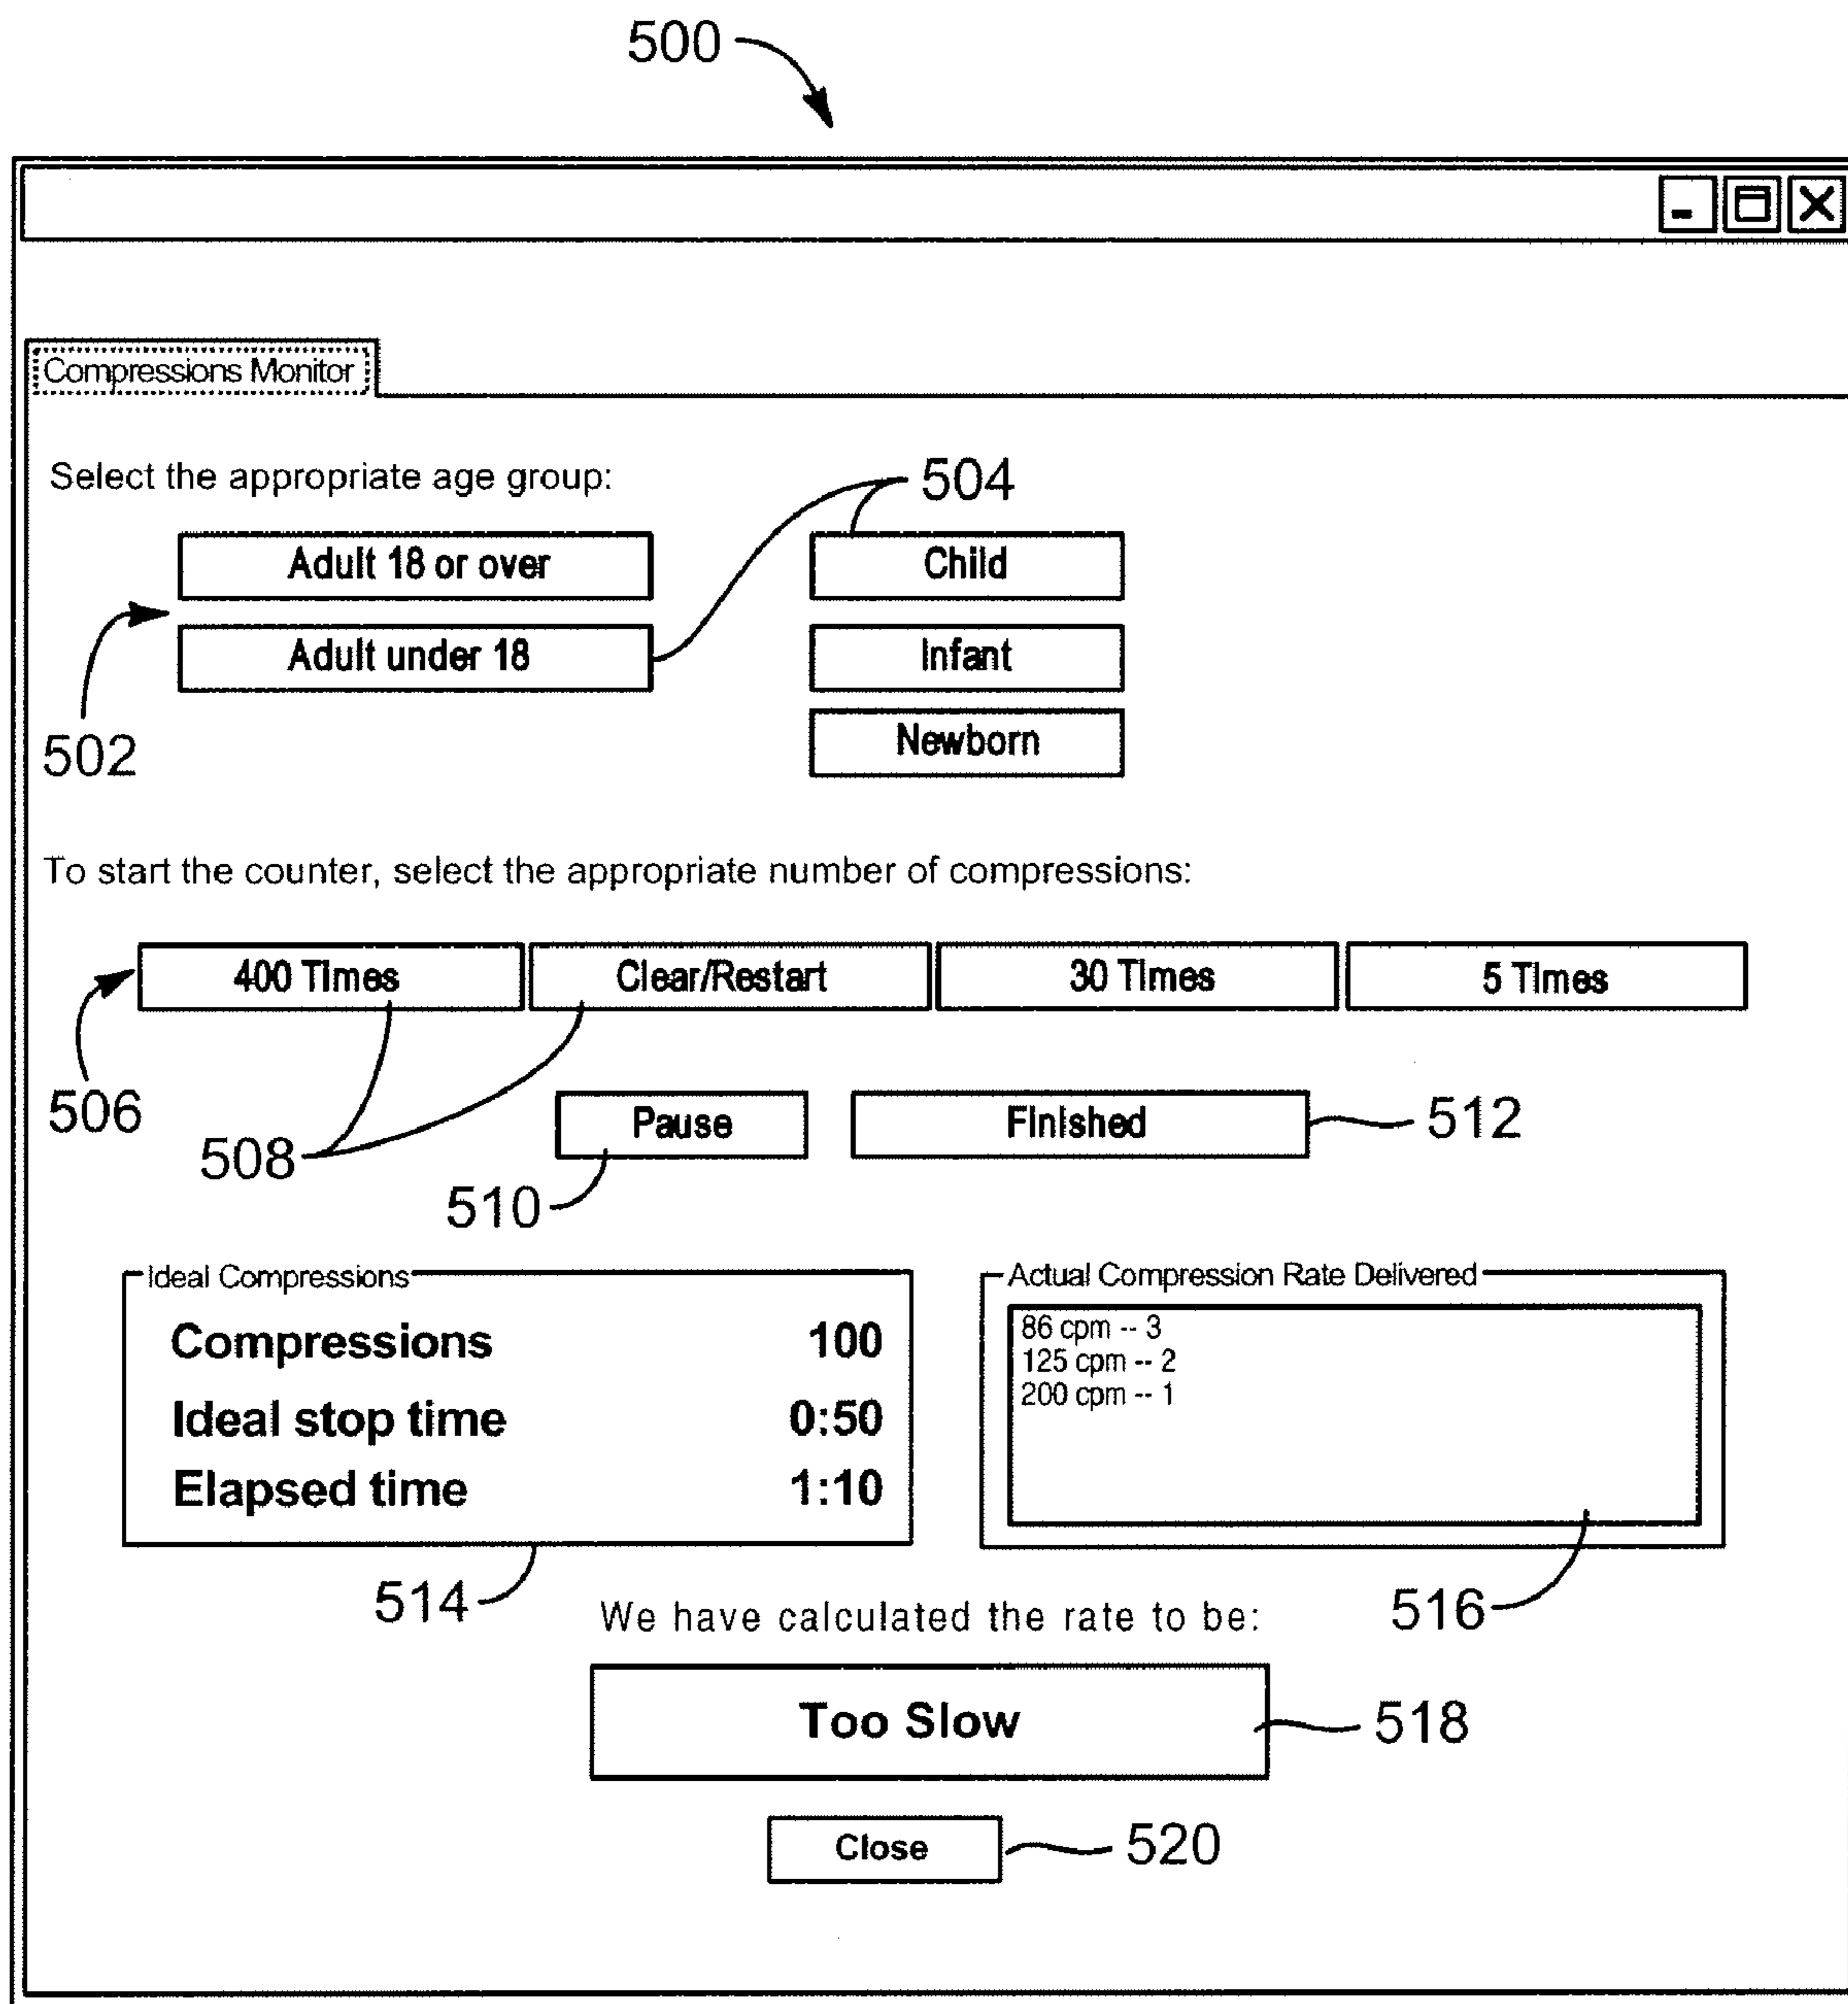 500
Compressions Monitor
Select the appropriate age group:
504
Adult 18 or over
Child
502
Adult under 18
Infant
Newborn
To start the counter, select the appropriate number of compressions:
506
400 Times
Clear/Restart
30 Times
5 Times
508
Pause
510
Finished
512
Ideal Compressions
Compressions 100
Ideal stop time 0:50
Elapsed time 1:10
514
Actual Compression Rate Delivered
86 cpm -- 3
125 cpm -- 2
200 cpm -- 1
516
We have calculated the rate to be:
Too Slow
518
Close
520